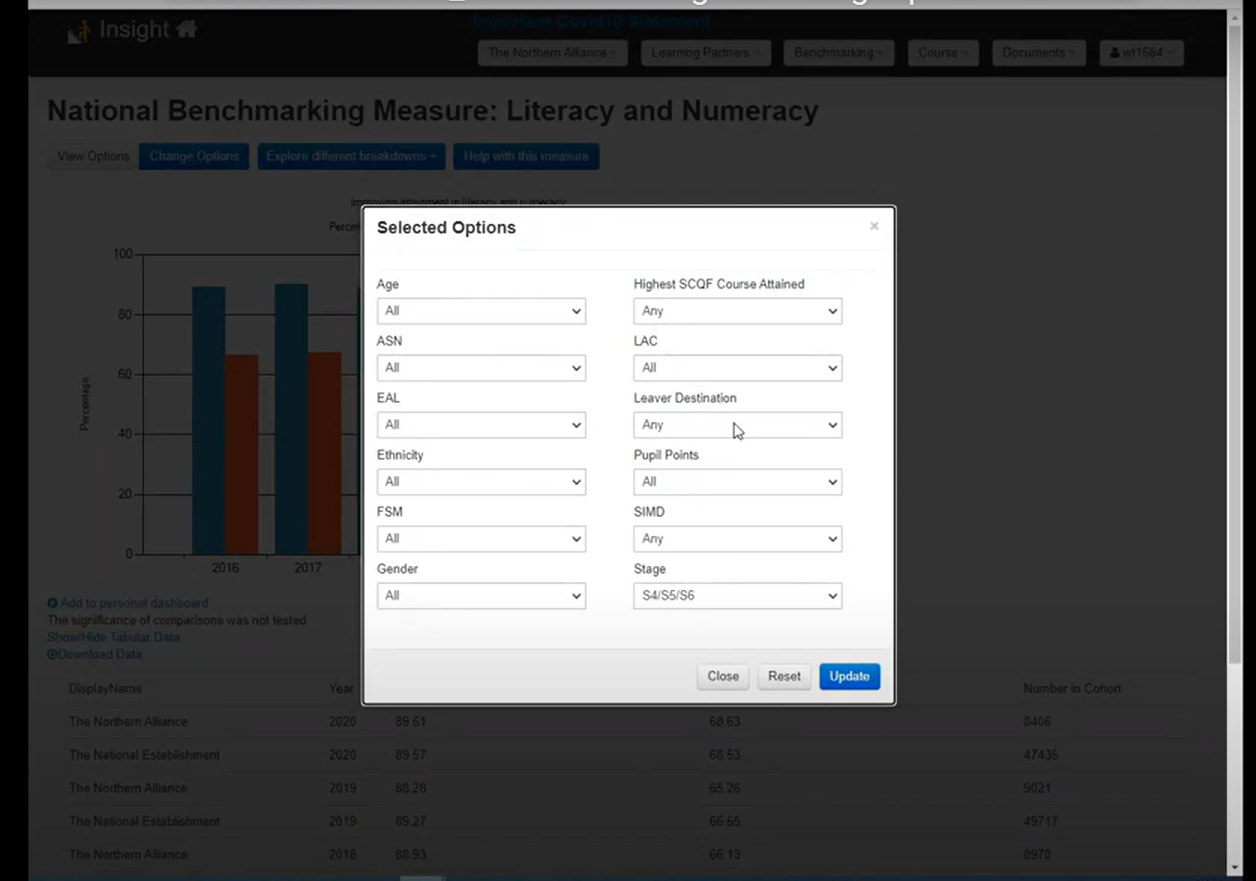 Insight
Important Covid19 Statement
The Northern Alliance
Learning Partners
Benchmarking
Course
Documents
wt1664
National Benchmarking Measure: Literacy and Numeracy
View Options
Change Options
Explore different breakdowns
Help with this measure
Improving attainment in literacy and numeracy
100
80
60
40
20
0
Percentage
2016
2017
Selected Options
×
Age
All
Highest SCQF Course Attained
Any
ASN
All
LAC
All
EAL
All
Leaver Destination
Any
Ethnicity
All
Pupil Points
All
FSM
All
SIMD
Any
Gender
All
Stage
S4/S5/S6
Close
Reset
Update
Add to personal dashboard
The significance of comparisons was not tested
Show/Hide Tabular Data
Download Data
DisplayName Year Number in Cohort
The Northern Alliance 2020 89.61 68.63 8406
The National Establishment 2020 89.57 68.53 47435
The Northern Alliance 2019 88.28 65.26 9021
The National Establishment 2019 89.27 66.55 49717
The Northern Alliance 2018 88.93 66.13 8970